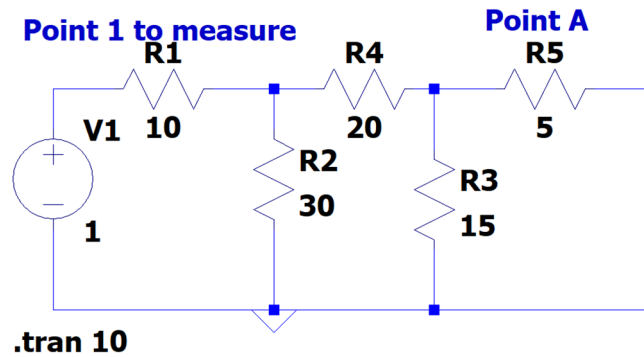 Point 1 to measure
Point A
R1
R4
R5
V1
10
20
5
R2
30
R3
15
1
.tran 10